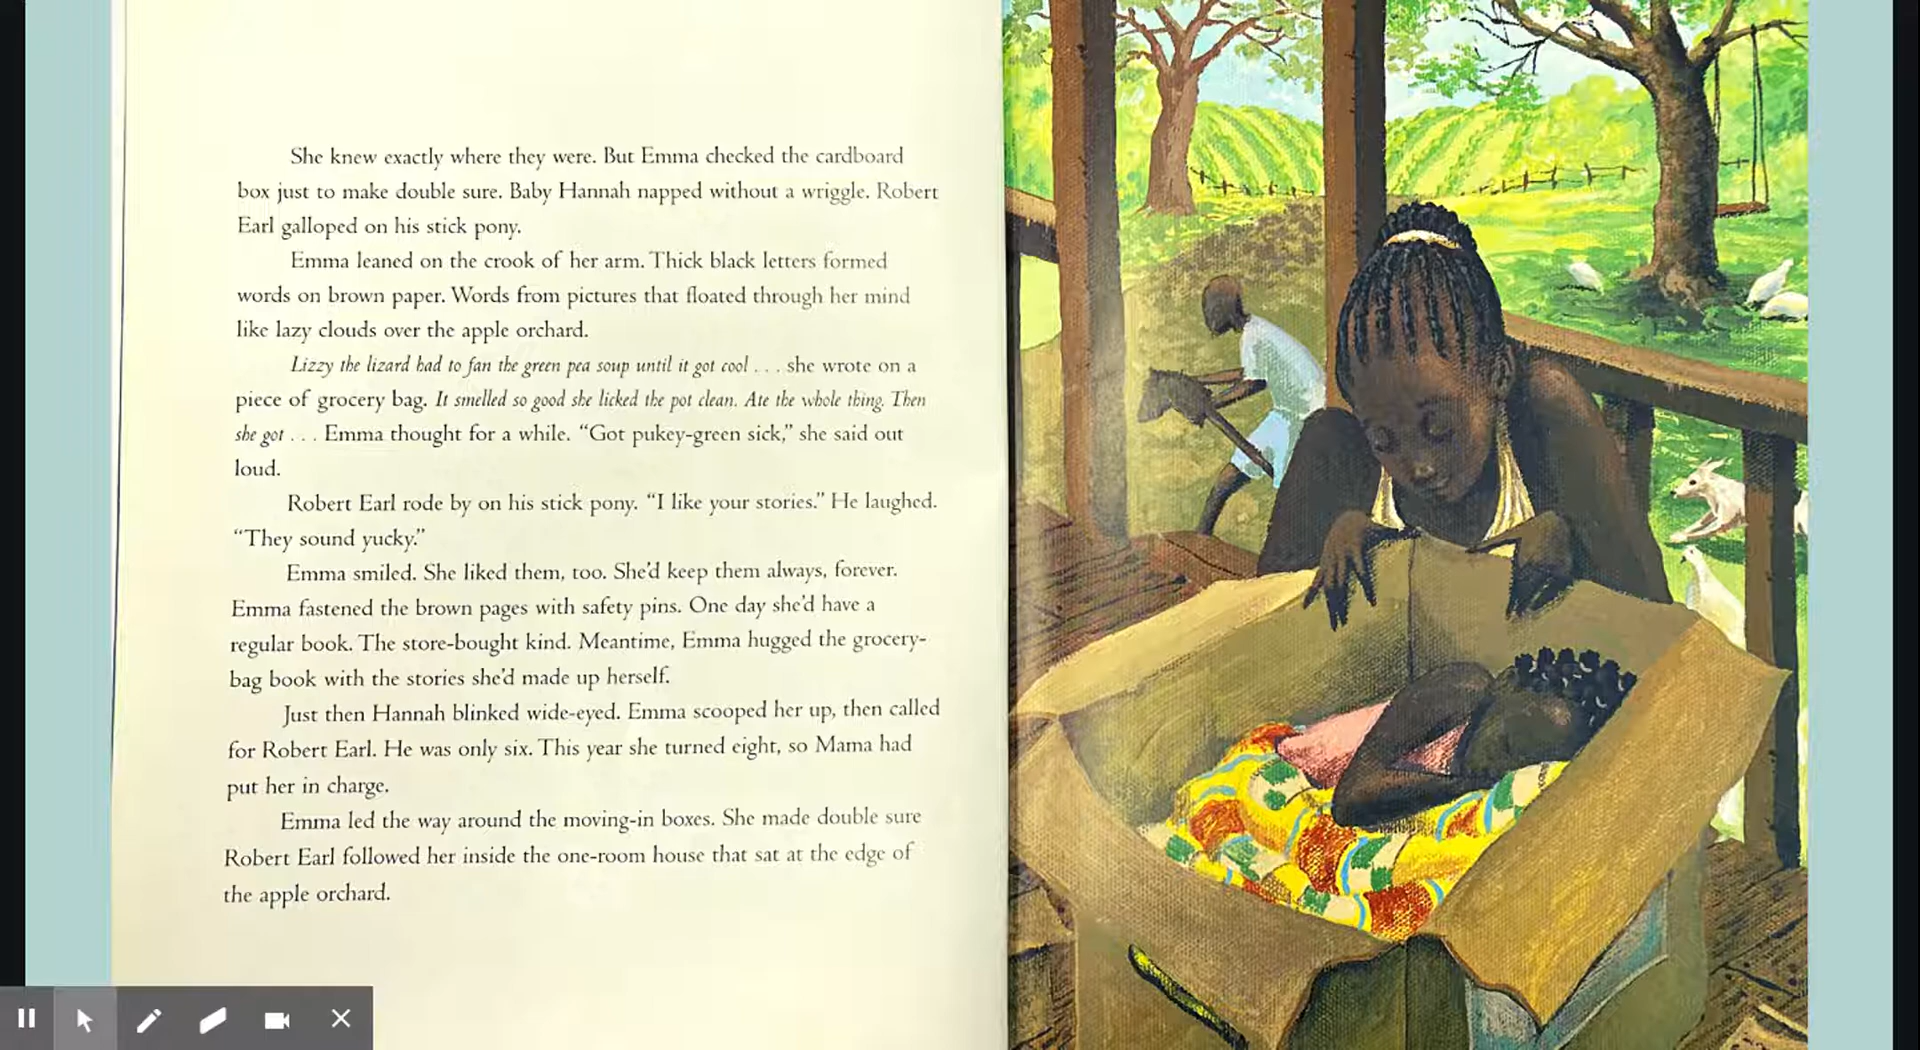 She knew exactly where they were. But Emma checked the cardboard
box just to make double sure. Baby Hannah napped without a wriggle. Robert
Earl galloped on his stick pony.
Emma leaned on the crook of her arm. Thick black letters formed
words on brown paper. Words from pictures that floated through her mind
like lazy clouds over the apple orchard.
Lizzy the lizard had to fan the green pea soup until it got cool . . . she wrote on a
piece of grocery bag. It smelled so good she licked the pot clean. Ate the whole thing. Then
she got . . . Emma thought for a while. “Got pukey-green sick,” she said out
loud.
Robert Earl rode by on his stick pony. “I like your stories.” He laughed.
“They sound yucky.”
Emma smiled. She liked them, too. She’d keep them always, forever.
Emma fastened the brown pages with safety pins. One day she’d have a
regular book. The store-bought kind. Meantime, Emma hugged the grocery-
bag book with the stories she’d made up herself.
Just then Hannah blinked wide-eyed. Emma scooped her up, then called
for Robert Earl. He was only six. This year she turned eight, so Mama had
put her in charge.
Emma led the way around the moving-in boxes. She made double sure
Robert Earl followed her inside the one-room house that sat at the edge of
the apple orchard.